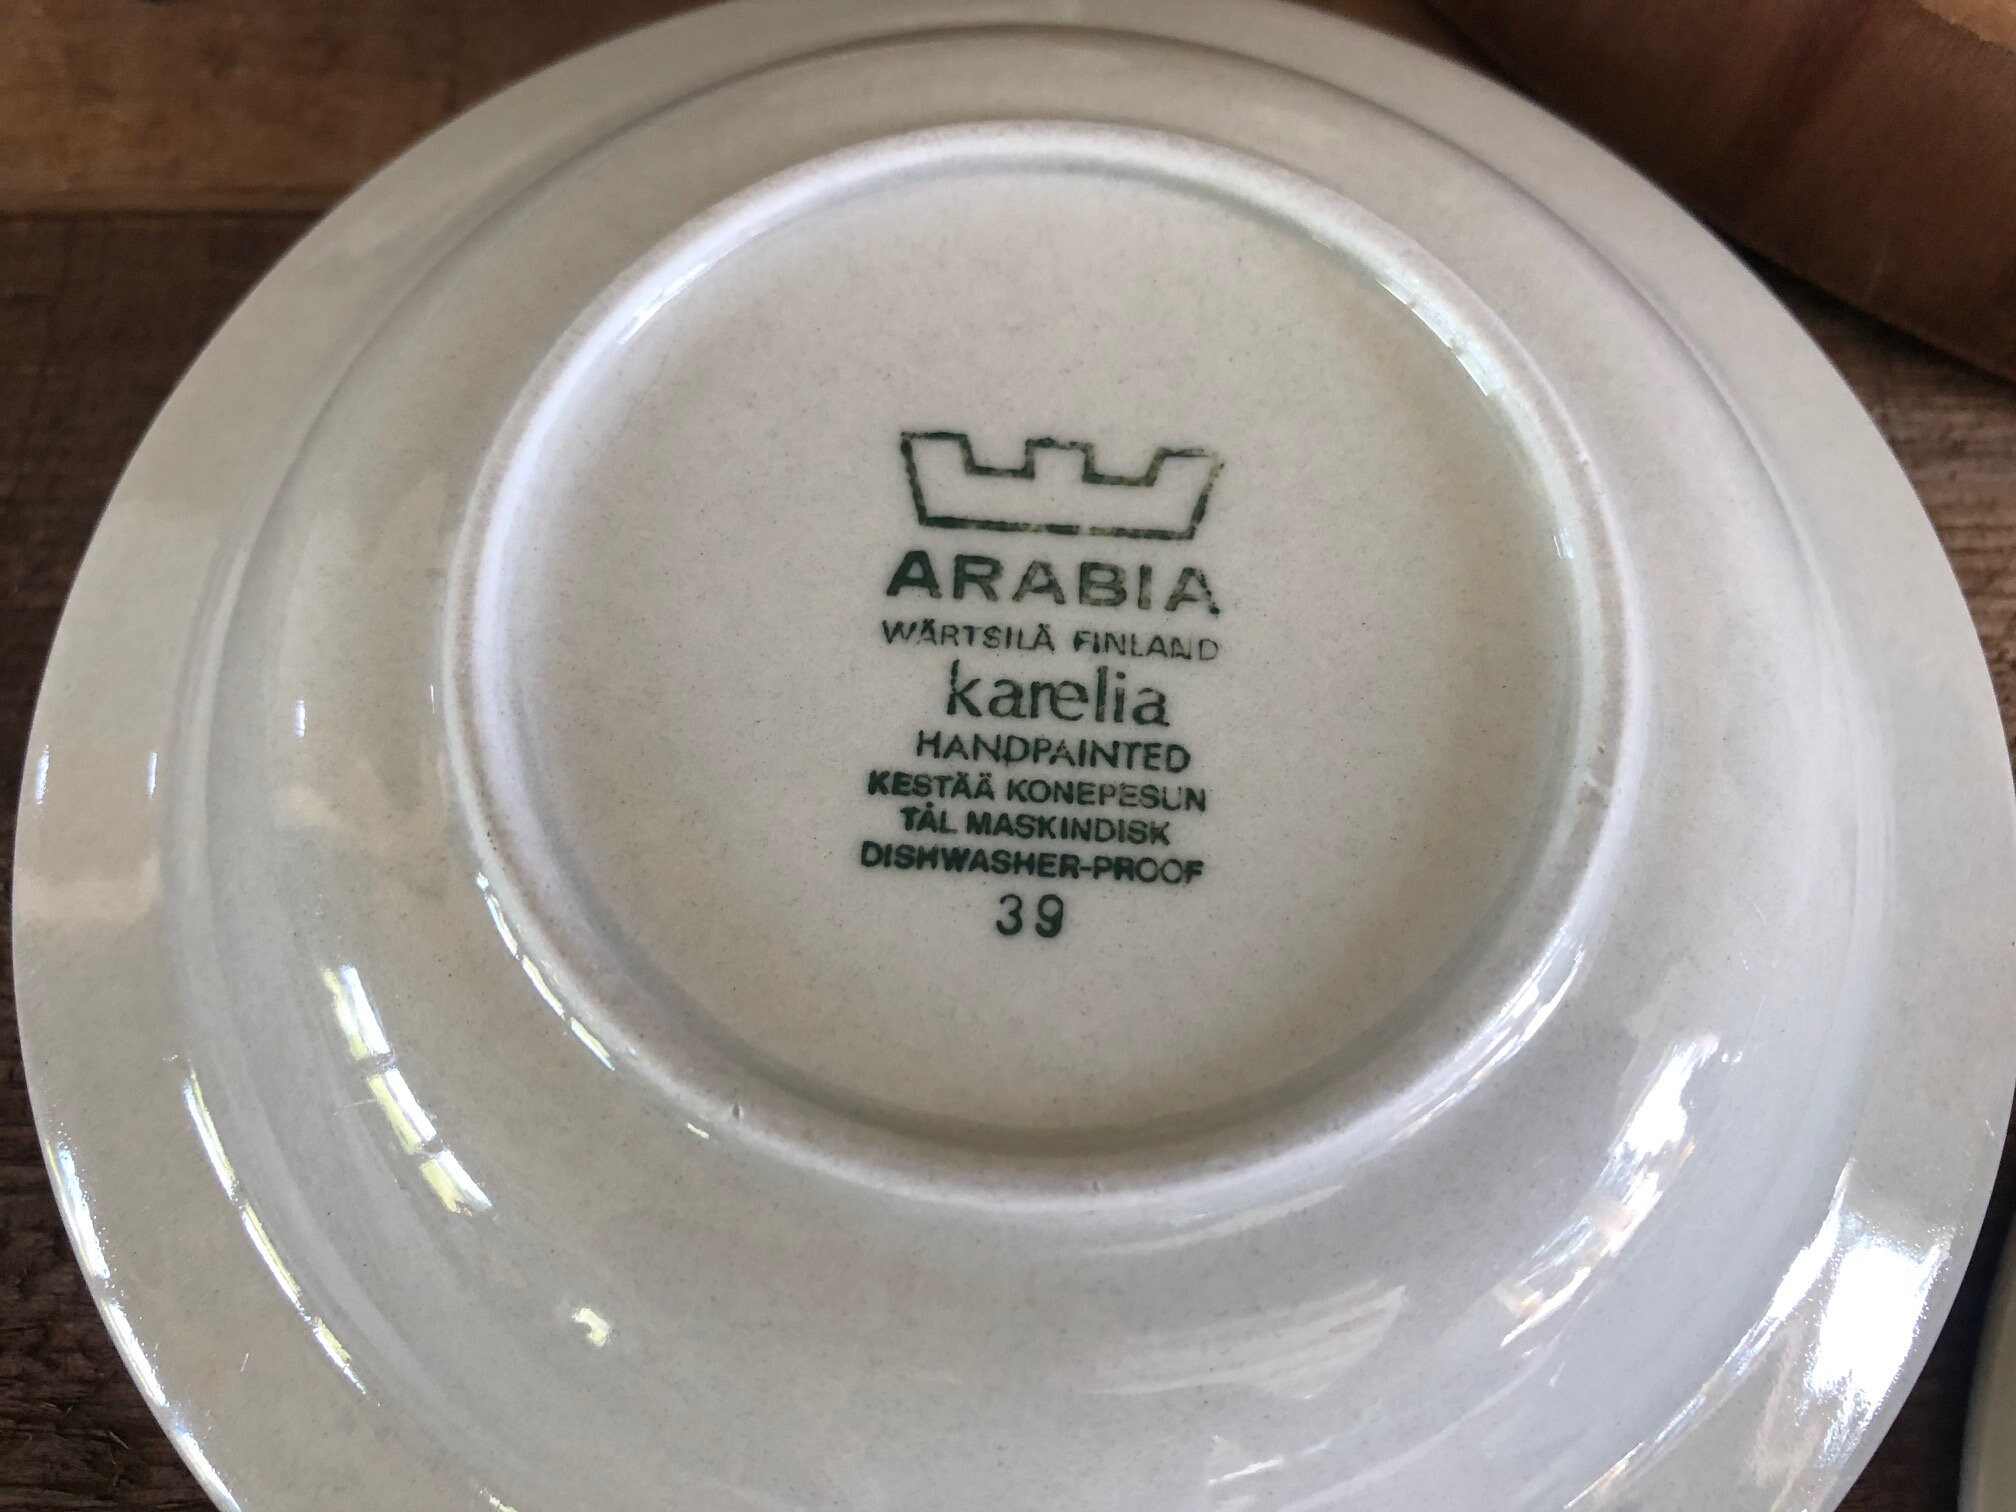 ARABIA
WÄRTSILÄ FINLAND
karelia
HANDPAINTED
KESTÄÄ KONEPESUN
TÅL MASKINDISK
DISHWASHER-PROOF
39